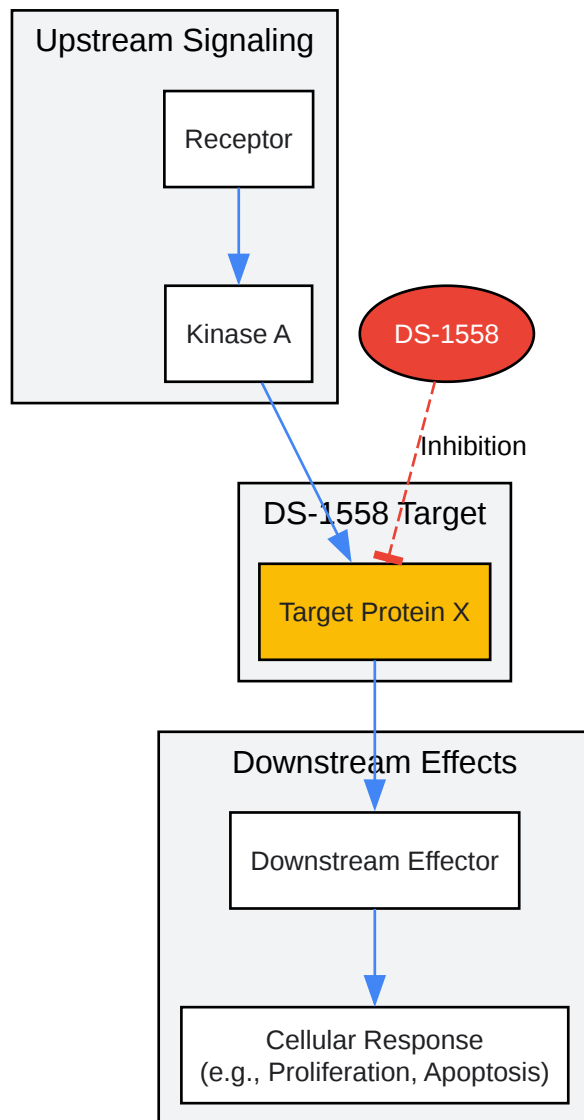 Upstream Signaling
Receptor
Kinase A
DS-1558
Inhibition
DS-1558 Target
Target Protein X
Downstream Effects
Downstream Effector
Cellular Response
(e.g., Proliferation, Apoptosis)